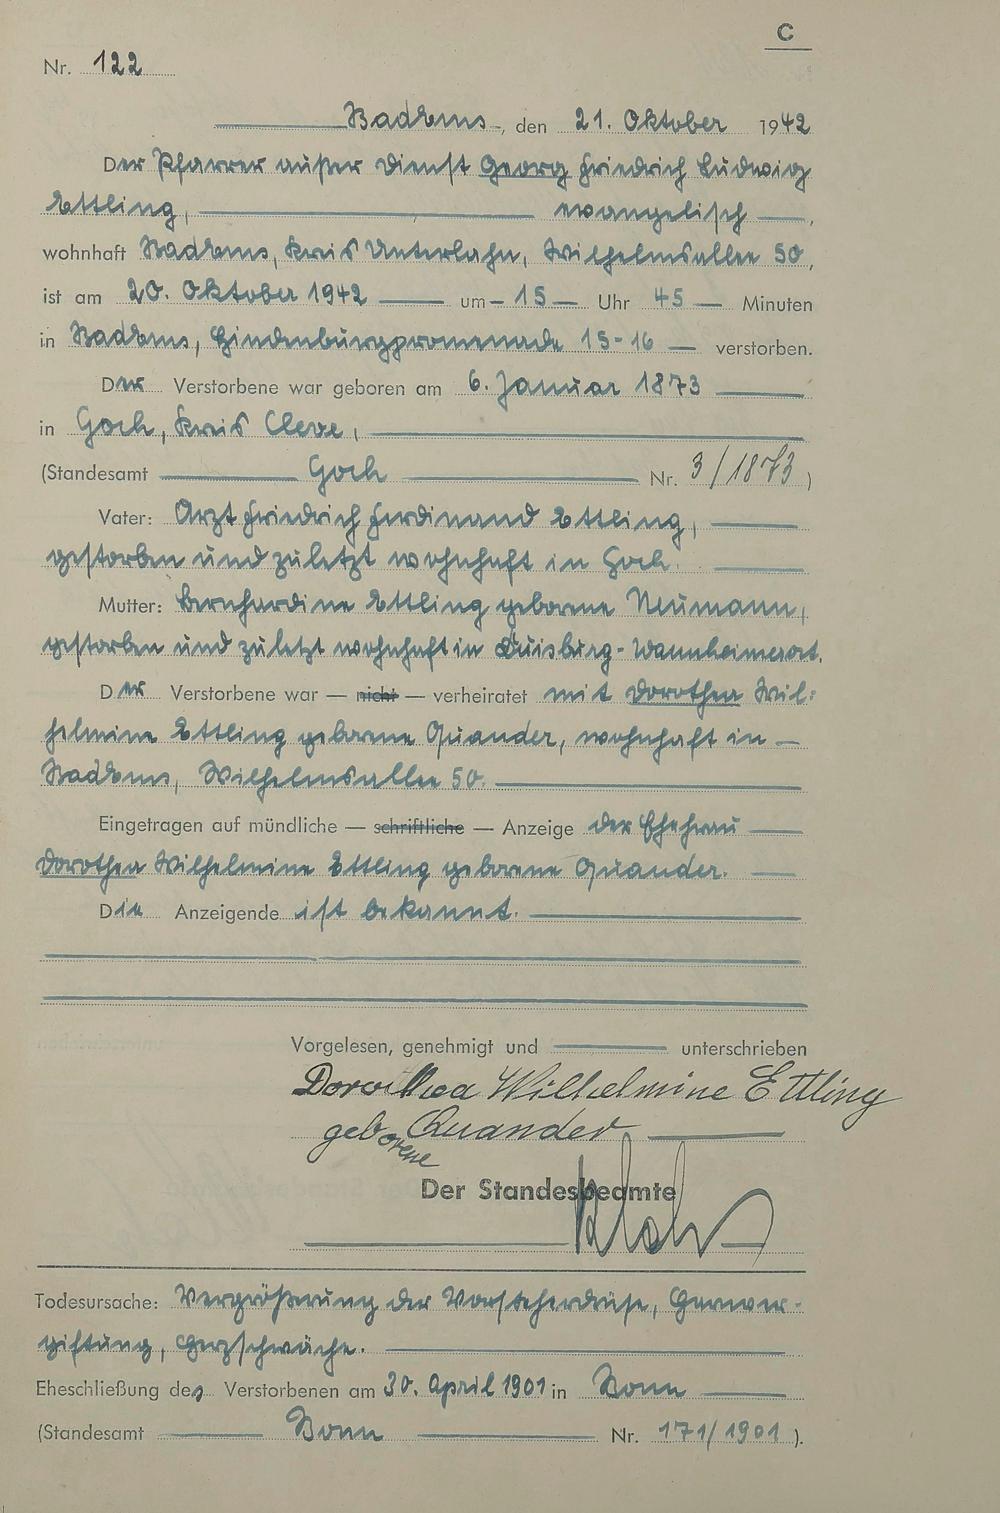 C
Nr. 122
Bad Ems, den 21. Oktober 1942
Der Pfarrer außer Dienst Georg Friedrich Ludwig
Ettling, evangelisch,
wohnhaft Bad Ems, Kreis Unterlahn, Wilhelmsallee 50,
ist am 20. Oktober 1942 — um — 15 — Uhr 45 — Minuten
in Bad Ems, Hindenburgpromenade 15-16 — verstorben.
Der Verstorbene war geboren am 6. Januar 1873
in Goch, Kreis Cleve,
(Standesamt Goch Nr. 3/1873)
Vater: Arzt Friedrich Ferdinand Ettling,
gestorben und zuletzt wohnhaft in Goch.
Mutter: Bernhardine Ettling geborene Neumann,
gestorben und zuletzt wohnhaft in Duisburg-Wannheimerort.
Der Verstorbene war — nicht — verheiratet mit Dorothea Wil=
helmine Ettling geborene Quander, wohnhaft in —
Bad Ems, Wilhelmsallee 50.
Eingetragen auf mündliche — schriftliche — Anzeige der Ehefrau
Dorothea Wilhelmine Ettling geborene Quander.
Die Anzeigende ist bekannt.
Vorgelesen, genehmigt und unterschrieben
Dorothea Wilhelmine Ettling
geborene Quander
Der Standesbeamte
Todesursache: Vergrößerung der Vorsteherdrüse, Harnver-
giftung, Herzschwäche.
Eheschließung des Verstorbenen am 30. April 1901 in Bonn
(Standesamt Bonn Nr. 171/1901).